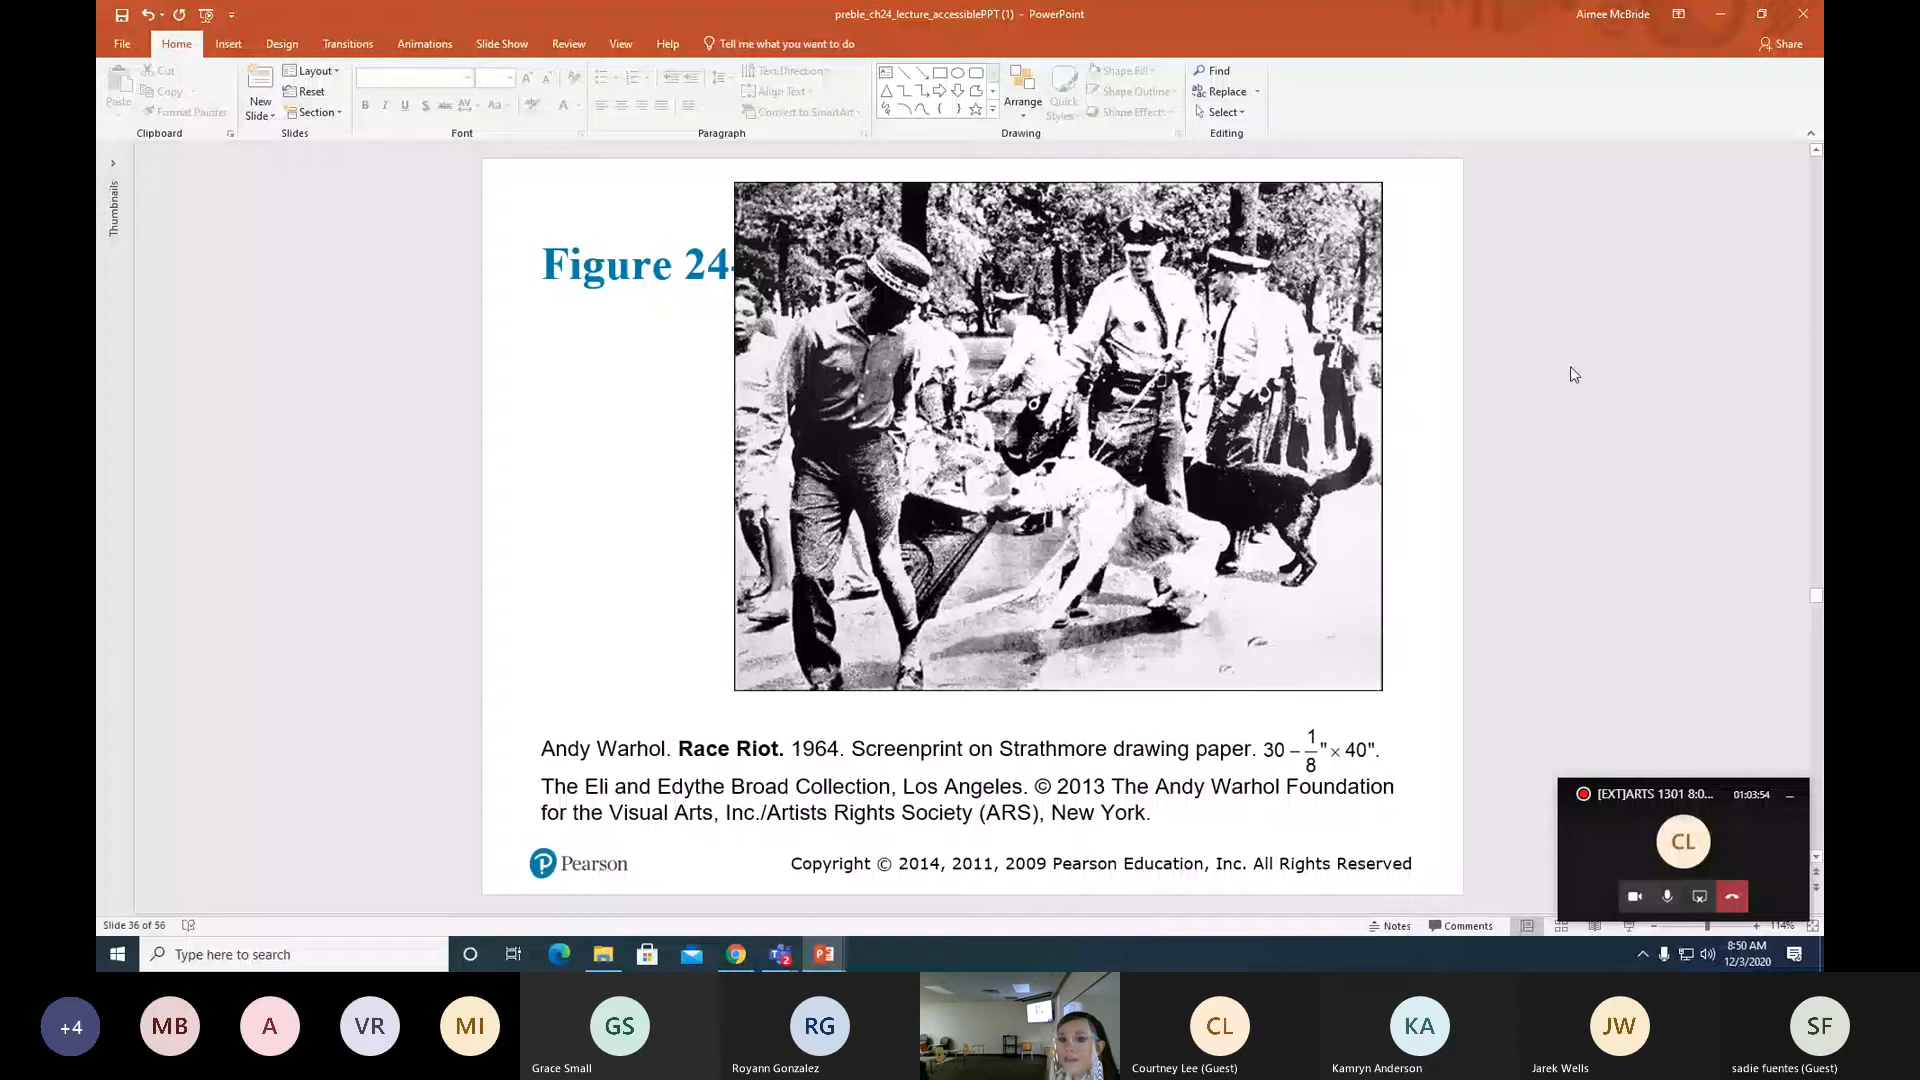 preble_ch24_lecture_accessiblePPT (1) - PowerPoint
Aimee McBride
File Home Insert Design Transitions Animations Slide Show Review View Help Tell me what you want to do
Share
Paste
Cut
Copy
Format Painter
Clipboard
New Slide
Layout
Reset
Section
Slides
B I U S abc AV Aa A
Font
Text Direction
Align Text
Convert to SmartArt
Paragraph
Arrange
Quick Styles
Shape Fill
Shape Outline
Shape Effects
Drawing
Find
Replace
Select
Editing
Thumbnails
Figure 24-
Andy Warhol. Race Riot. 1964. Screenprint on Strathmore drawing paper. 30 – 1/8" × 40".
The Eli and Edythe Broad Collection, Los Angeles. © 2013 The Andy Warhol Foundation
for the Visual Arts, Inc./Artists Rights Society (ARS), New York.
Pearson
Copyright © 2014, 2011, 2009 Pearson Education, Inc. All Rights Reserved
[EXT]ARTS 1301 8:0... 01:03:54
CL
Slide 36 of 56
Notes
Comments
114%
Type here to search
8:50 AM
12/3/2020
+4 MB A VR MI GS RG CL KA JW SF
Grace Small
Royann Gonzalez
Courtney Lee (Guest)
Kamryn Anderson
Jarek Wells
sadie fuentes (Guest)